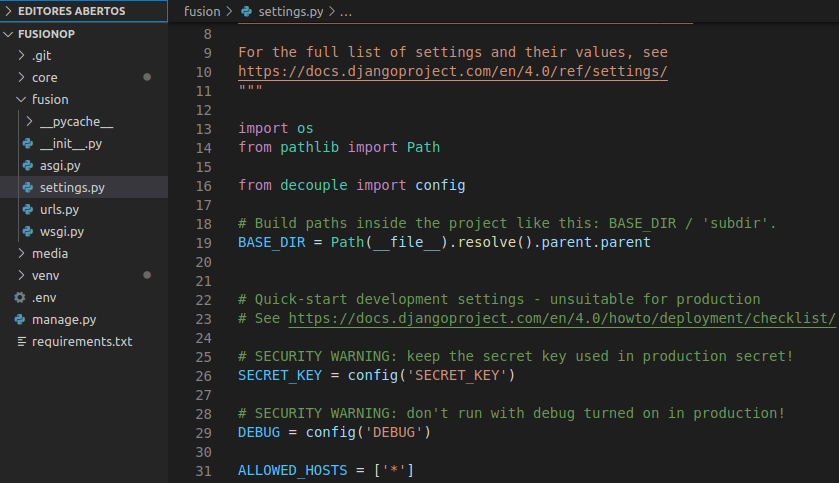 EDITORES ABERTOS
FUSIONOP
.git
core
fusion
__pycache__
__init__.py
asgi.py
settings.py
urls.py
wsgi.py
media
venv
.env
manage.py
requirements.txt
fusion > settings.py > ...
8
9 For the full list of settings and their values, see
10 https://docs.djangoproject.com/en/4.0/ref/settings/
11 """
12
13 import os
14 from pathlib import Path
15
16 from decouple import config
17
18 # Build paths inside the project like this: BASE_DIR / 'subdir'.
19 BASE_DIR = Path(__file__).resolve().parent.parent
20
21
22 # Quick-start development settings - unsuitable for production
23 # See https://docs.djangoproject.com/en/4.0/howto/deployment/checklist/
24
25 # SECURITY WARNING: keep the secret key used in production secret!
26 SECRET_KEY = config('SECRET_KEY')
27
28 # SECURITY WARNING: don't run with debug turned on in production!
29 DEBUG = config('DEBUG')
30
31 ALLOWED_HOSTS = ['*']